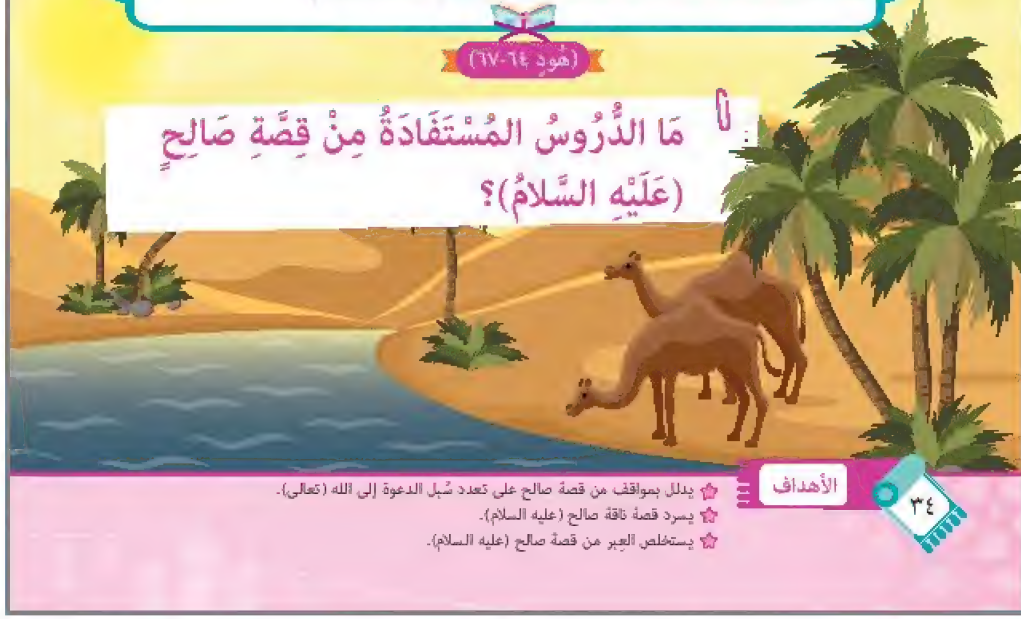 (هُودٍ ٦٤-٦٧)
مَا الدُّرُوسُ المُسْتَفَادَةُ مِنْ قِصَّةِ صَالِحٍ
(عَلَيْهِ السَّلامُ)؟
الأهداف
يدلل بمواقف من قصة صالح على تعدد سُبل الدعوة إلى الله (تعالى).
يسرد قصة ناقة صالح (عليه السلام).
يستخلص العِبر من قصة صالح (عليه السلام).
٣٤